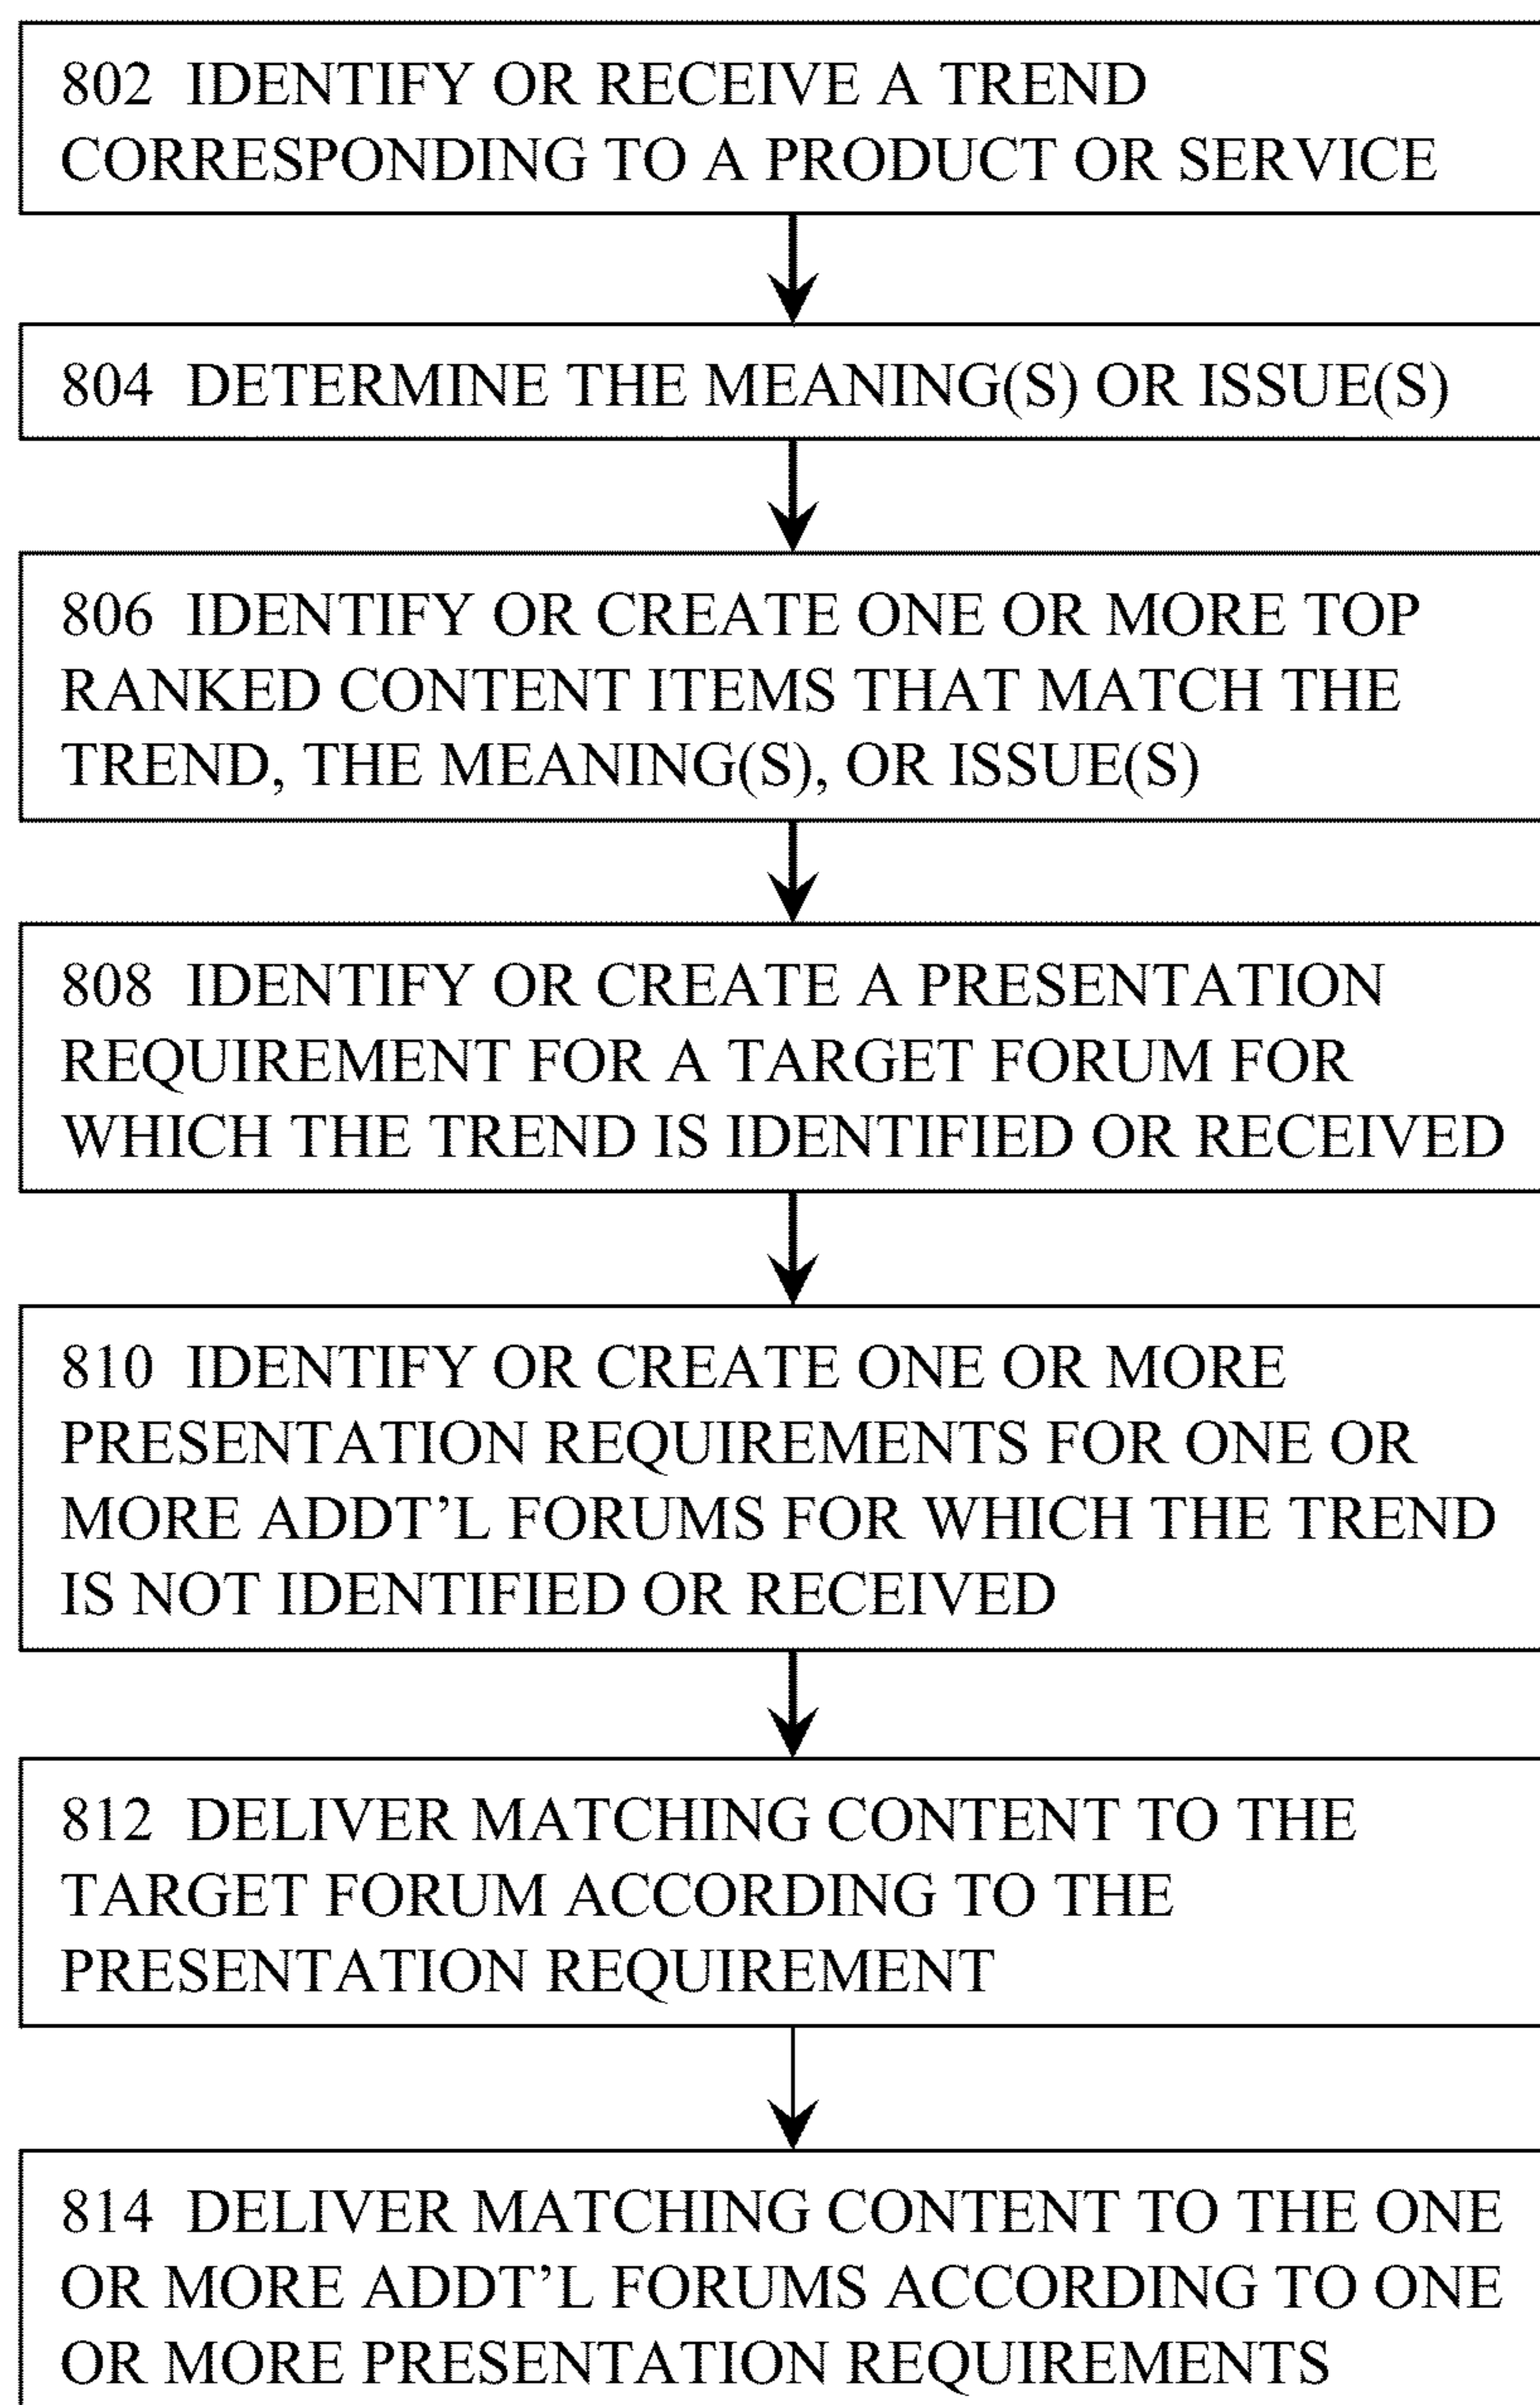 802 IDENTIFY OR RECEIVE A TREND
CORRESPONDING TO A PRODUCT OR SERVICE
804 DETERMINE THE MEANING(S) OR ISSUE(S)
806 IDENTIFY OR CREATE ONE OR MORE TOP
RANKED CONTENT ITEMS THAT MATCH THE
TREND, THE MEANING(S), OR ISSUE(S)
808 IDENTIFY OR CREATE A PRESENTATION
REQUIREMENT FOR A TARGET FORUM FOR
WHICH THE TREND IS IDENTIFIED OR RECEIVED
810 IDENTIFY OR CREATE ONE OR MORE
PRESENTATION REQUIREMENTS FOR ONE OR
MORE ADDT’L FORUMS FOR WHICH THE TREND
IS NOT IDENTIFIED OR RECEIVED
812 DELIVER MATCHING CONTENT TO THE
TARGET FORUM ACCORDING TO THE
PRESENTATION REQUIREMENT
814 DELIVER MATCHING CONTENT TO THE ONE
OR MORE ADDT’L FORUMS ACCORDING TO ONE
OR MORE PRESENTATION REQUIREMENTS